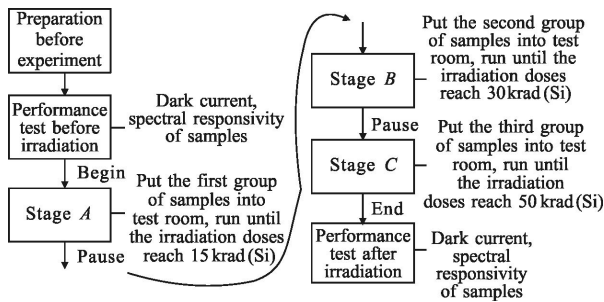 Preparation
before
experiment
Performance
test before
irradiation
Dark current,
spectral responsivity
of samples
Begin
Stage A
Put the first group
of samples into
test room, run until
the irradiation doses
reach 15 krad (Si)
Pause
Put the second group
of samples into test
room, run until the
irradiation doses
reach 30 krad (Si)
Stage B
Pause
Put the third group
of samples into test
room, run until
the irradiation
doses reach 50 krad (Si)
Stage C
End
Performance
test after
irradiation
Dark current,
spectral
responsivity
of samples